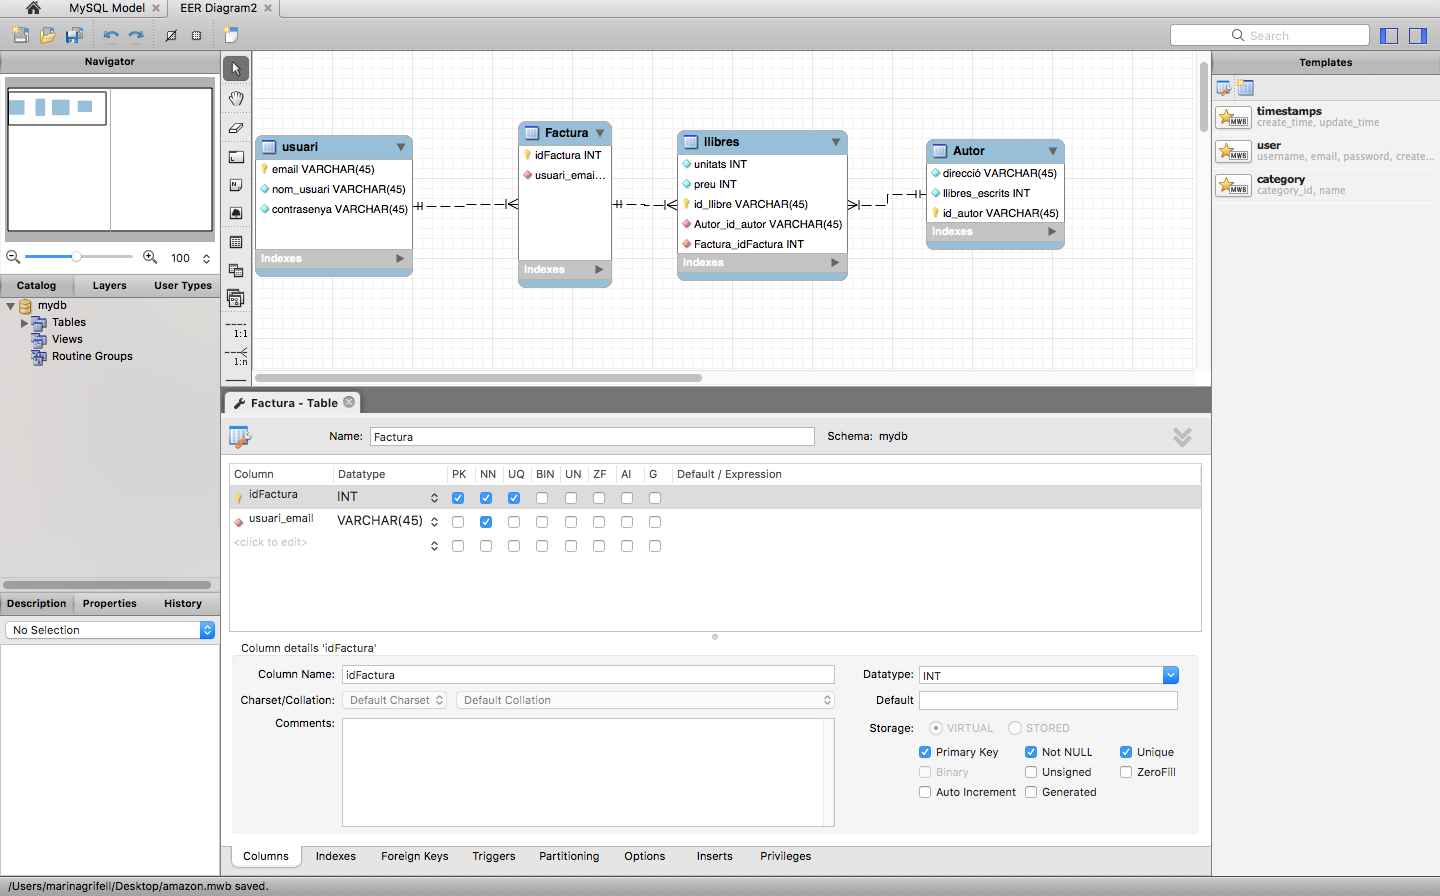 MySQL Model
EER Diagram2
Search
Navigator
100
Catalog
Layers
User Types
mydb
Tables
Views
Routine Groups
Description
Properties
History
No Selection
1:1
1:n
usuari
email VARCHAR(45)
nom_usuari VARCHAR(45)
contrasenya VARCHAR(45)
Indexes
Factura
idFactura INT
usuari_emai...
Indexes
llibres
unitats INT
preu INT
id_llibre VARCHAR(45)
Autor_id_autor VARCHAR(45)
Factura_idFactura INT
Indexes
Autor
direcció VARCHAR(45)
llibres_escrits INT
id_autor VARCHAR(45)
Indexes
Templates
MWB
timestamps
create_time, update_time
MWB
user
username, email, password, create...
MWB
category
category_id, name
Factura - Table
Name: Factura
Schema: mydb
Column Datatype PK NN UQ BIN UN ZF AI G Default / Expression
idFactura INT
usuari_email VARCHAR(45)
<click to edit>
Column details 'idFactura'
Column Name: idFactura
Charset/Collation: Default Charset Default Collation
Comments:
Datatype: INT
Default
Storage: VIRTUAL STORED
Primary Key Not NULL Unique
Binary Unsigned ZeroFill
Auto Increment Generated
Columns Indexes Foreign Keys Triggers Partitioning Options Inserts Privileges
/Users/marinagrifell/Desktop/amazon.mwb saved.